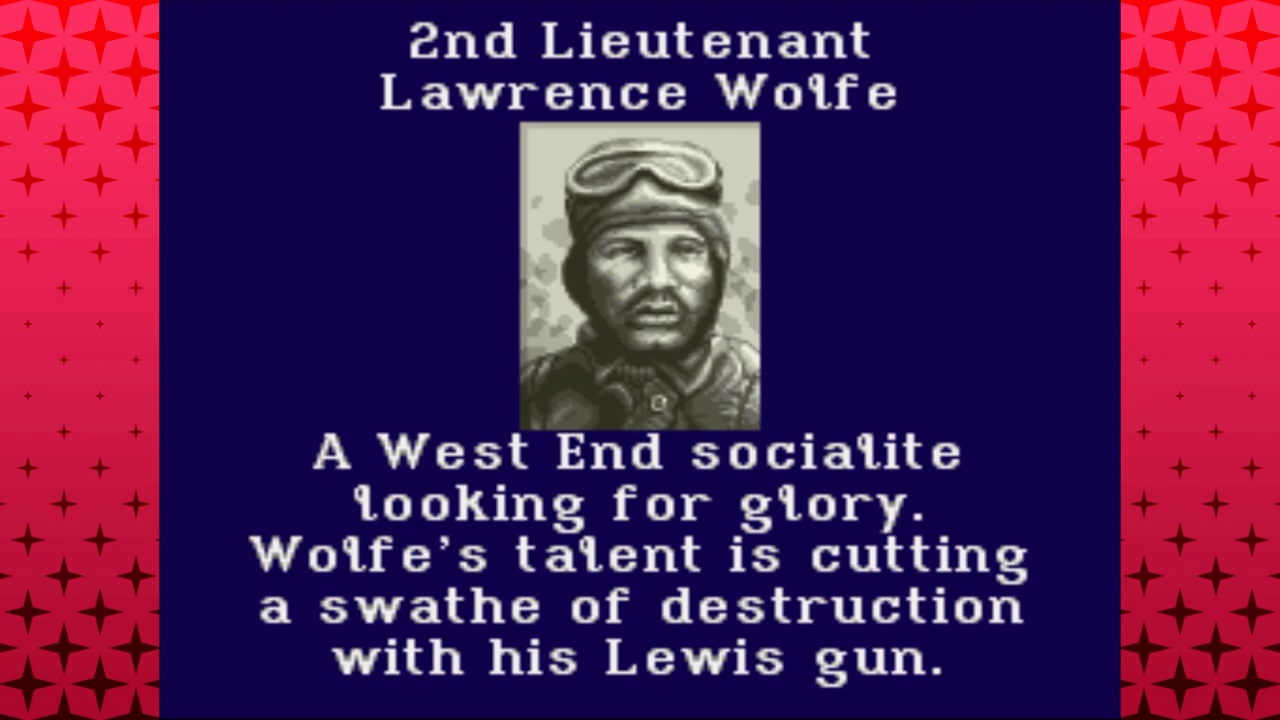 2nd Lieutenant
Lawrence Wolfe
A West End socialite
looking for glory.
Wolfe's talent is cutting
a swathe of destruction
with his Lewis gun.